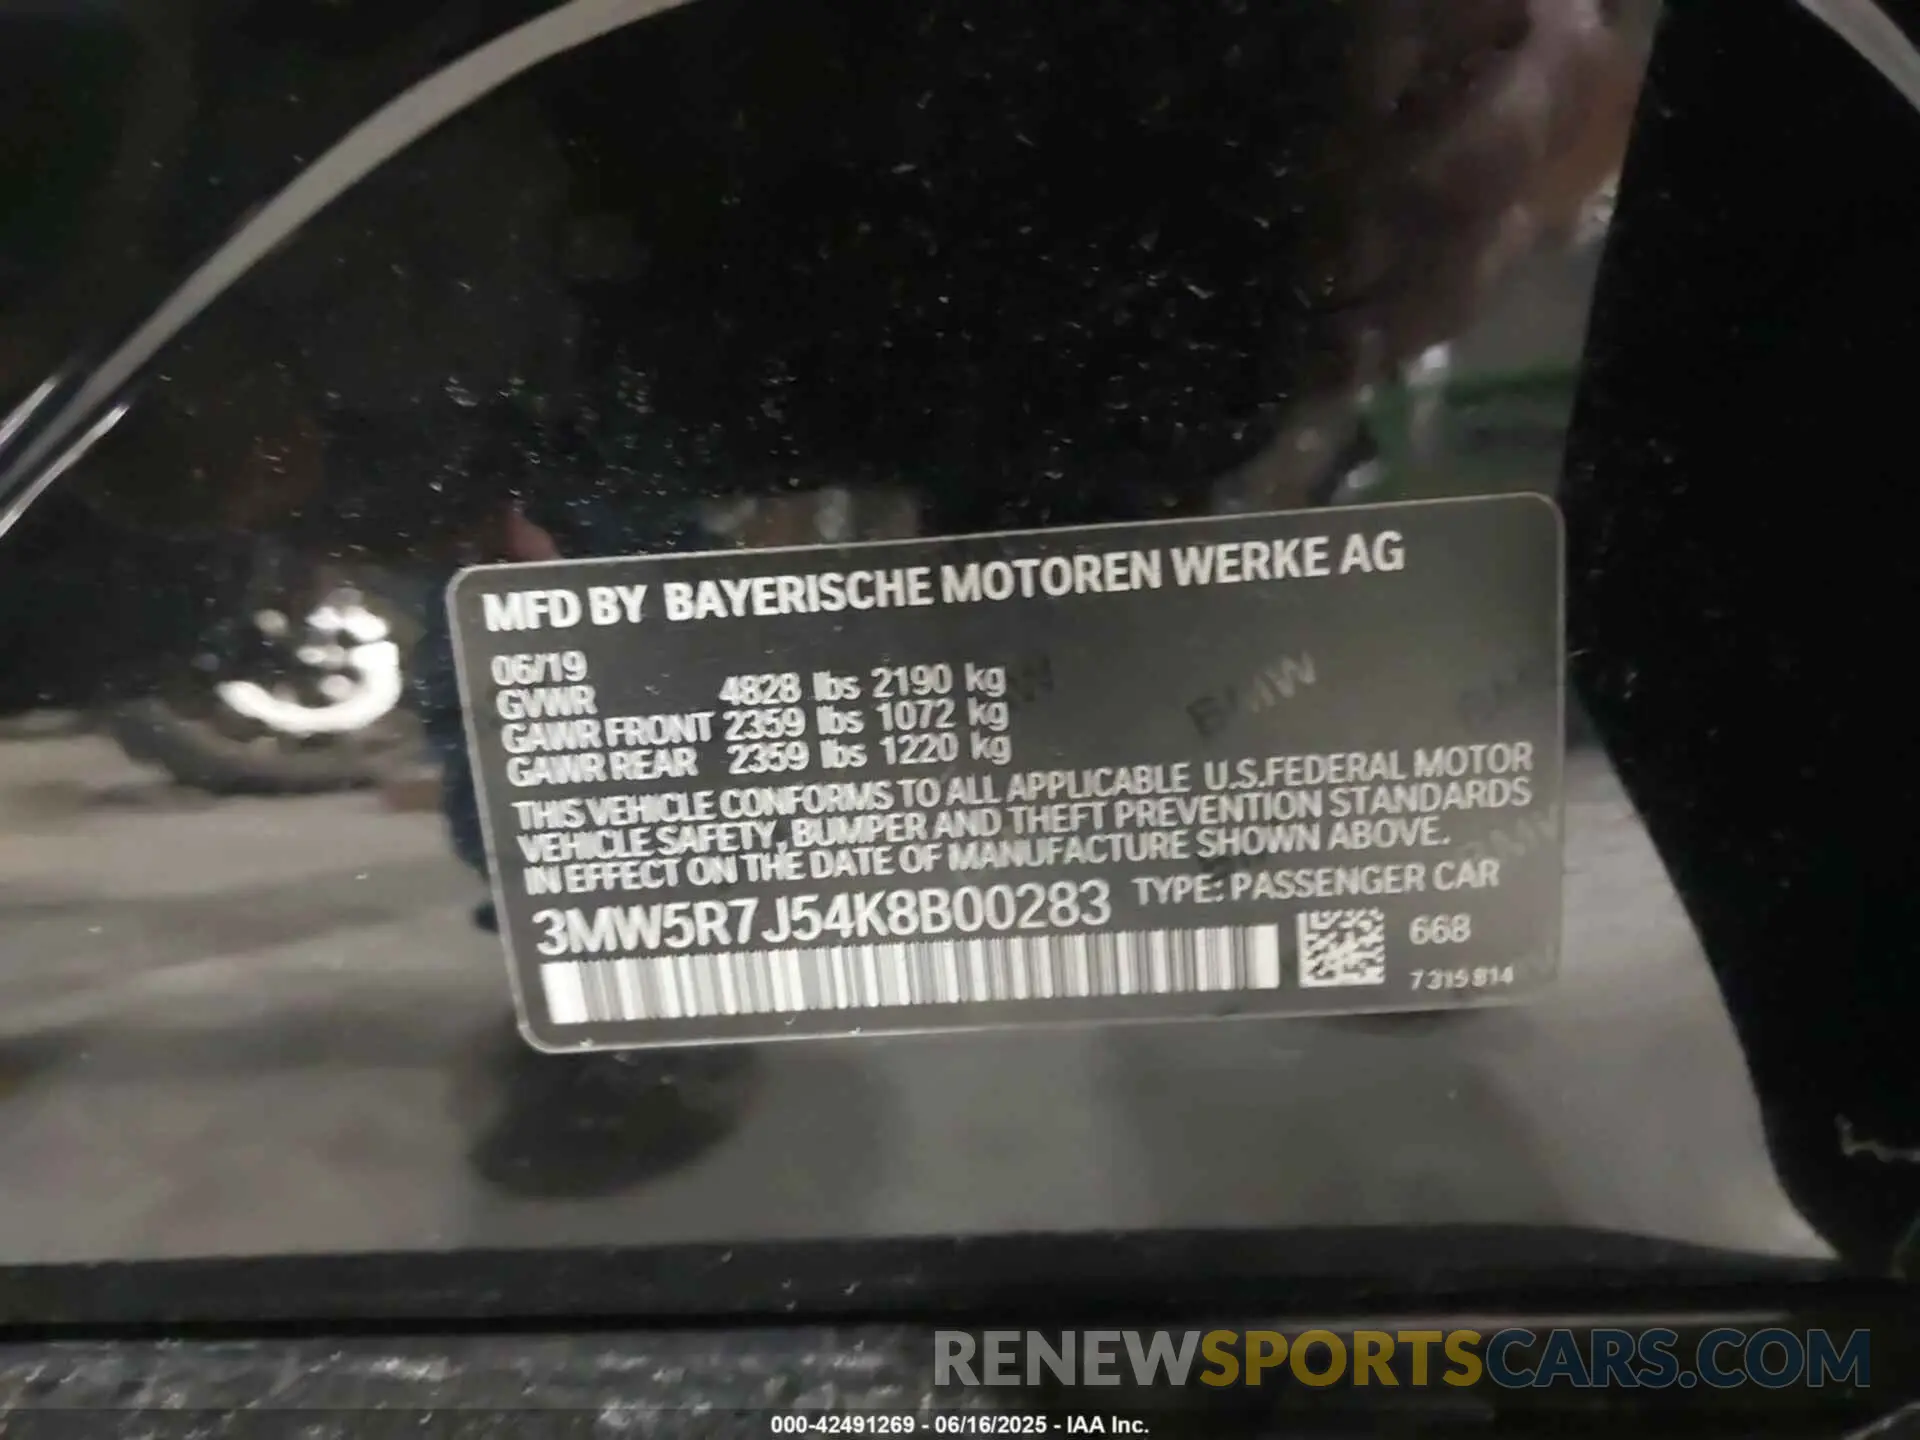 MFD BY BAYERISCHE MOTOREN WERKE AG
06/19
GVWR 4828 lbs 2190 kg
GAWR FRONT 2359 lbs 1072 kg
GAWR REAR 2359 lbs 1220 kg
THIS VEHICLE CONFORMS TO ALL APPLICABLE U.S.FEDERAL MOTOR
VEHICLE SAFETY, BUMPER AND THEFT PREVENTION STANDARDS
IN EFFECT ON THE DATE OF MANUFACTURE SHOWN ABOVE.
3MW5R7J54K8B00283 TYPE: PASSENGER CAR
668
7319814
BMW
RENEWSPORTSCARS.COM
000-42491269 - 06/16/2025 - IAA Inc.